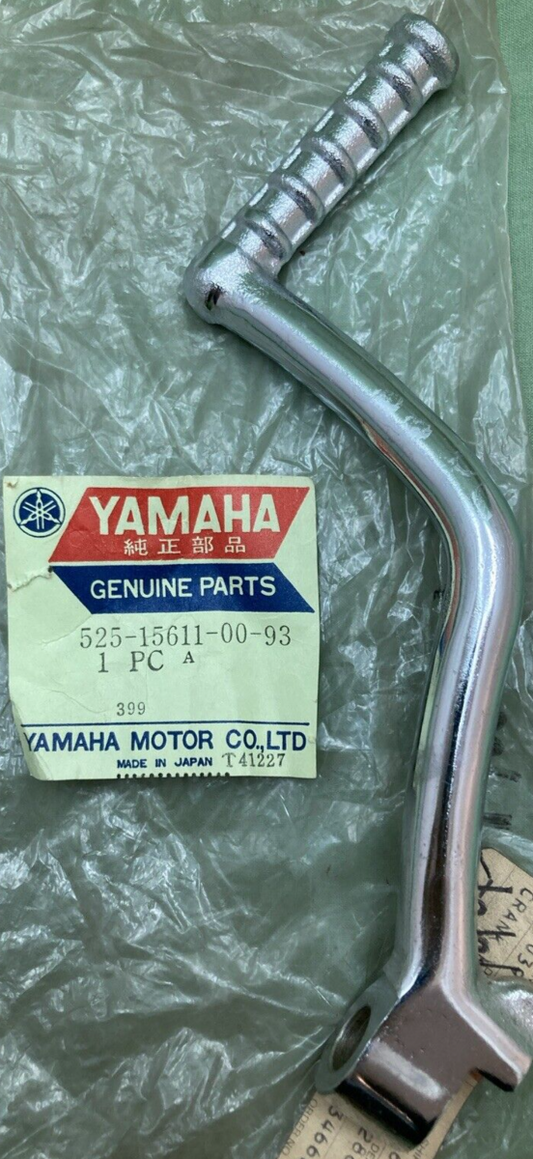 YAMAHA
純正部品
GENUINE PARTS
525-15611-00-93
1 PC A
399
YAMAHA MOTOR CO.,LTD
MADE IN JAPAN T41227
CRANK